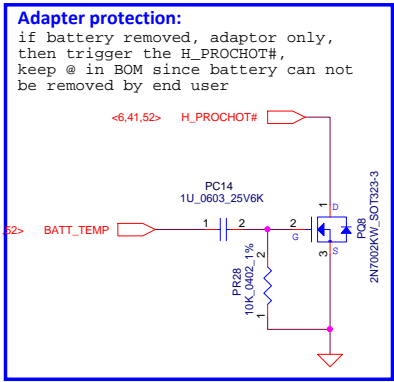 Adapter protection:
if battery removed, adaptor only,
then trigger the H_PROCHOT#,
keep @ in BOM since battery can not
be removed by end user
<6,41,52> H_PROCHOT#
PC14
1U_0603_25V6K
52> BATT_TEMP
1 2
2
G
1
D
3
S
PQ8
2N7002KW_SOT323-3
PR28
10K_0402_1%
1 2